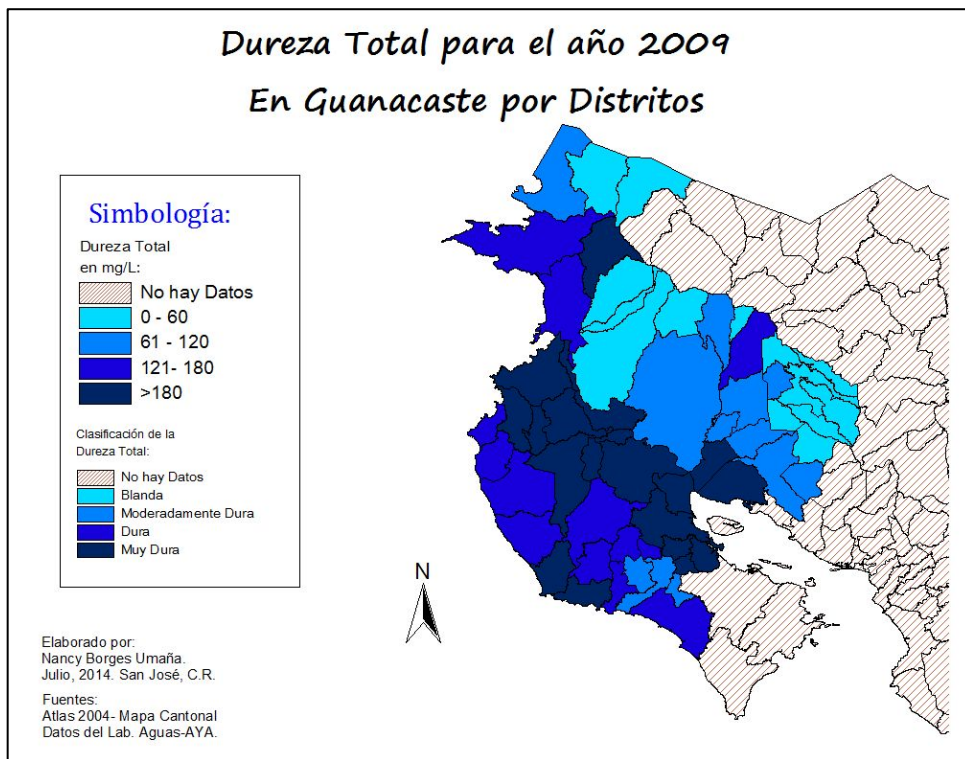 Dureza Total para el año 2009
En Guanacaste por Distritos
Simbología:
Dureza Total
en mg/L:
No hay Datos
0 - 60
61 - 120
121- 180
>180
Clasificación de la
Dureza Total:
No hay Datos
Blanda
Moderadamente Dura
Dura
Muy Dura
N
Elaborado por:
Nancy Borges Umaña.
Julio, 2014. San José, C.R.
Fuentes:
Atlas 2004- Mapa Cantonal
Datos del Lab. Aguas-AYA.